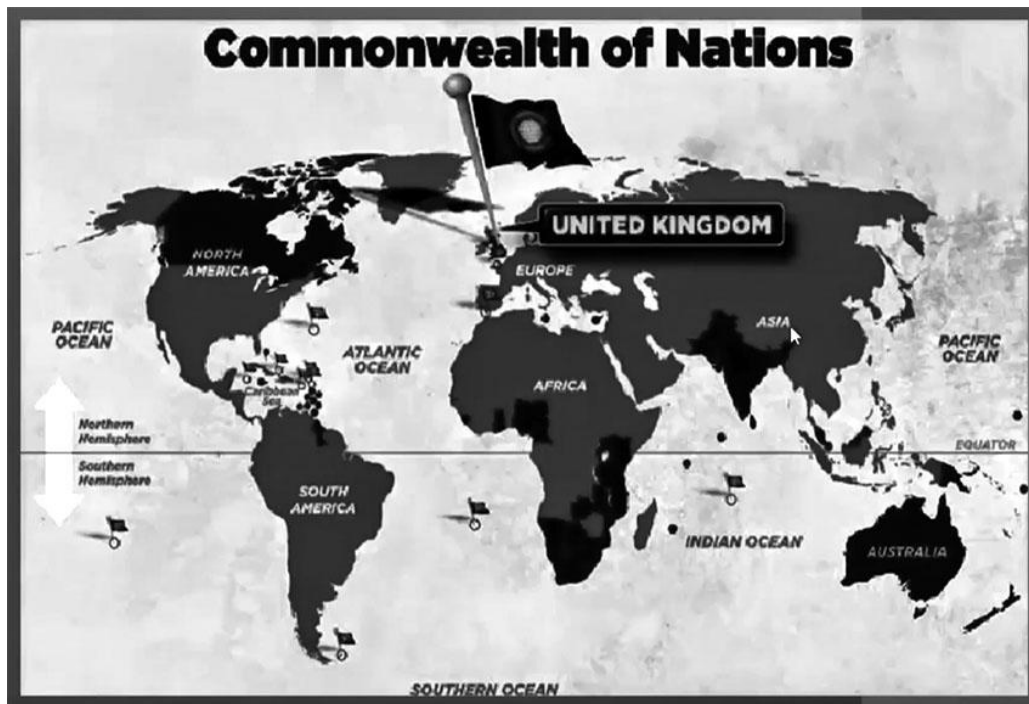 Commonwealth of Nations
UNITED KINGDOM
NORTH
AMERICA
EUROPE
ASIA
PACIFIC
OCEAN
ATLANTIC
OCEAN
PACIFIC
OCEAN
AFRICA
Caribbean
Sea
Northern
Hemisphere
EQUATOR
Southern
Hemisphere
SOUTH
AMERICA
INDIAN OCEAN
AUSTRALIA
SOUTHERN OCEAN